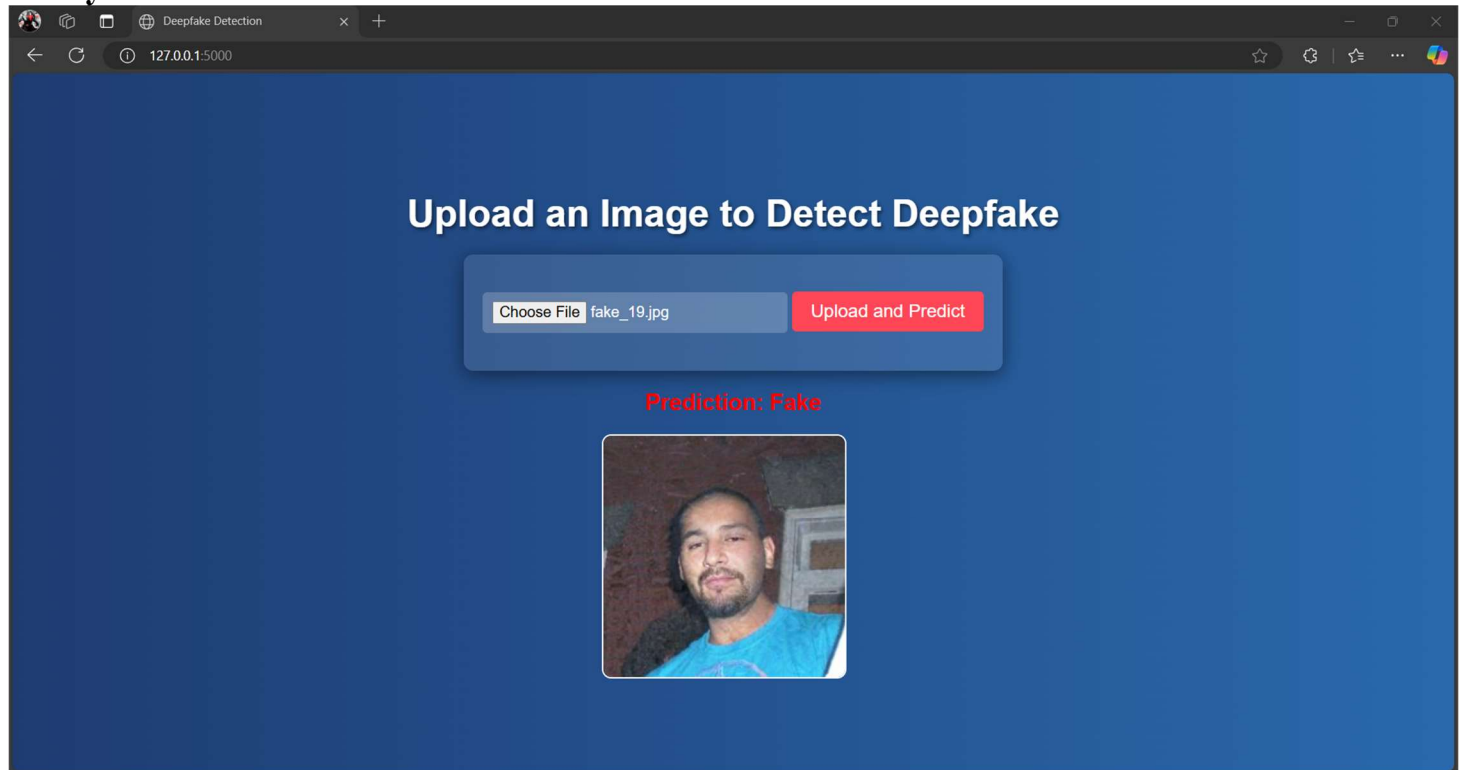 Deepfake Detection
127.0.0.1:5000
Upload an Image to Detect Deepfake
Choose File fake_19.jpg Upload and Predict
Prediction: Fake